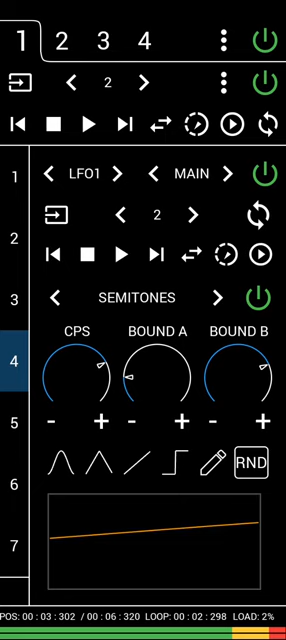 1 2 3 4
2
1 LFO1 MAIN
2 2
3 SEMITONES
CPS BOUND A BOUND B
4
5 - + - + - +
6 RND
7
POS: 00 : 03 : 302 / 00 : 06 : 320 LOOP: 00 : 02 : 298 LOAD: 2%